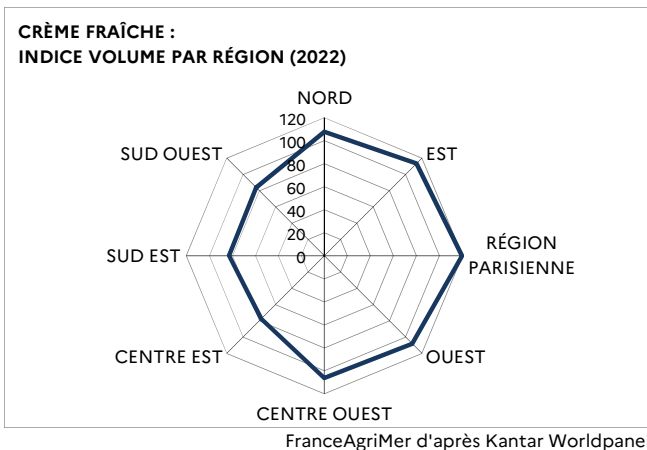 CRÈME FRAÎCHE :
INDICE VOLUME PAR RÉGION (2022)
NORD
120
100
80
60
40
20
0
EST
RÉGION
PARISIENNE
OUEST
CENTRE OUEST
CENTRE EST
SUD EST
SUD OUEST
FranceAgriMer d'après Kantar Worldpane